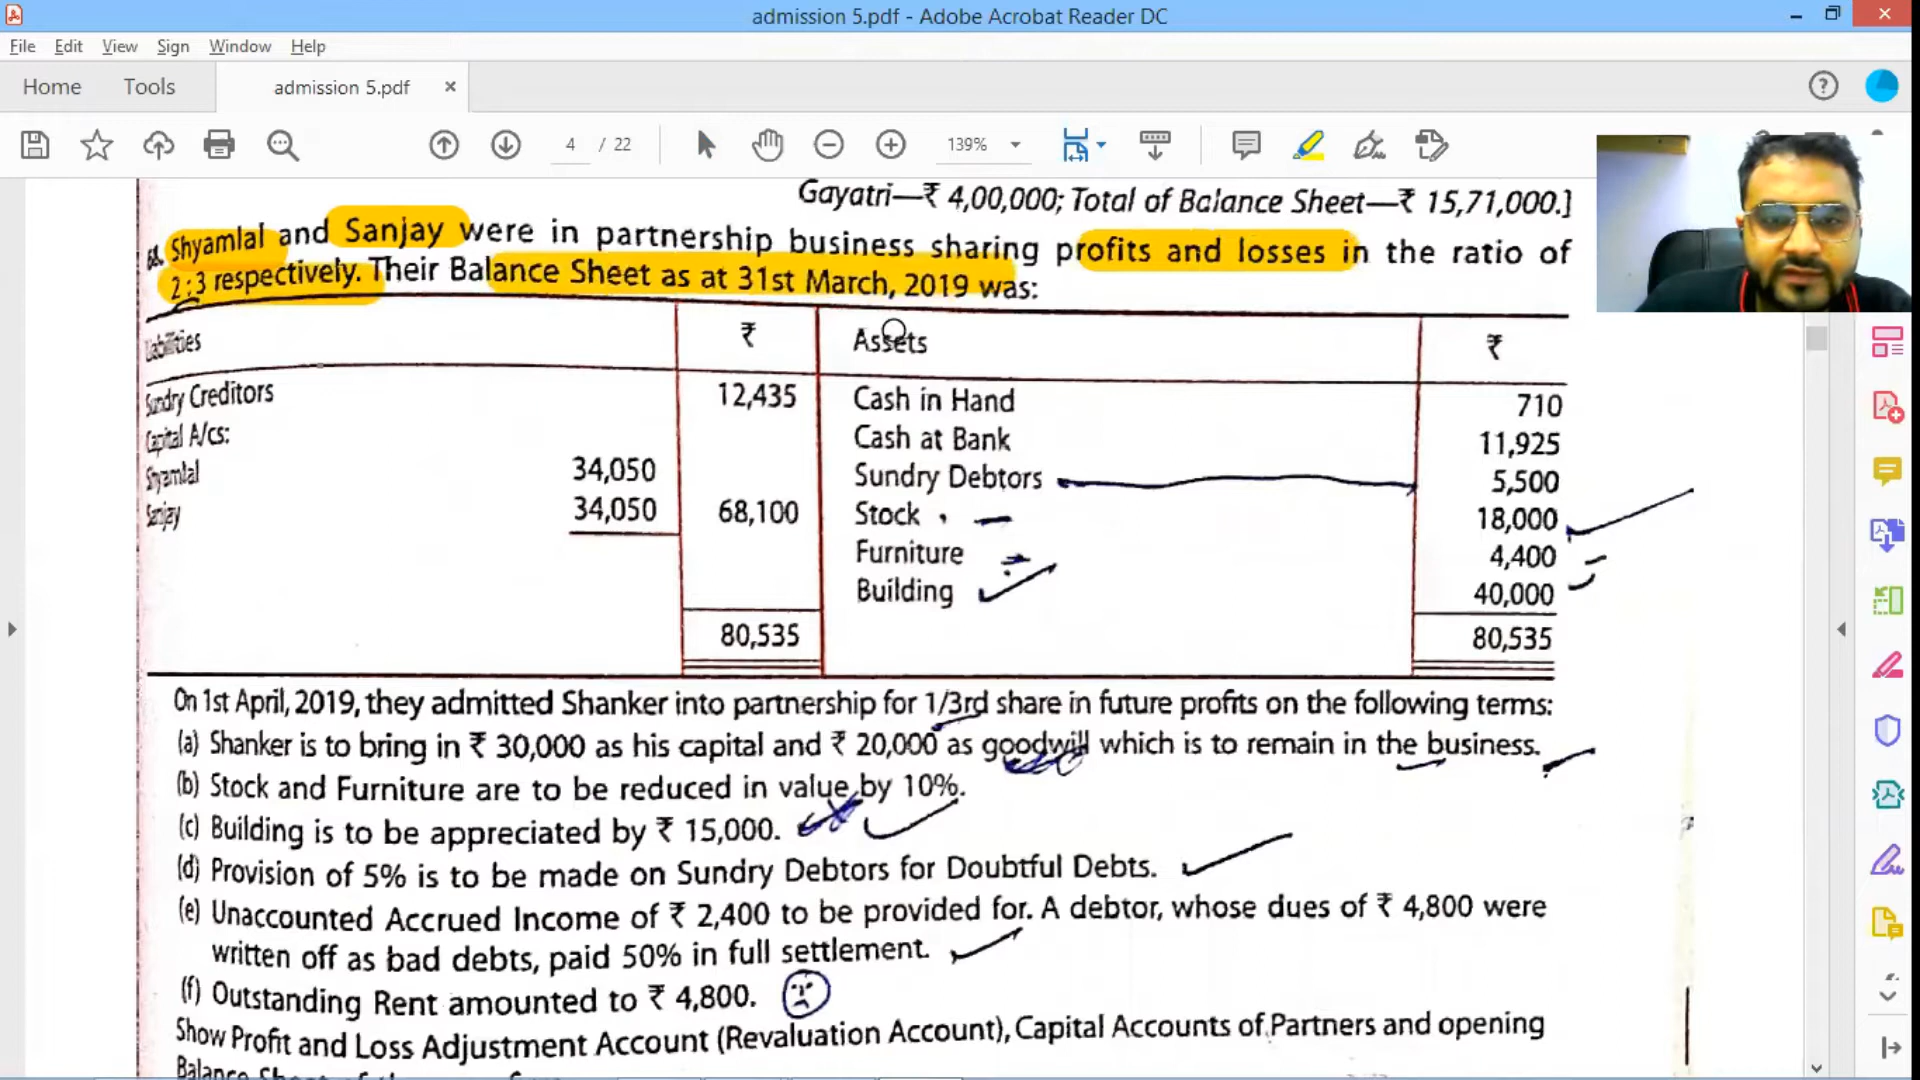 admission 5.pdf - Adobe Acrobat Reader DC
File Edit View Sign Window Help
Home Tools admission 5.pdf
4 / 22 139%
Gayatri—₹ 4,00,000; Total of Balance Sheet—₹ 15,71,000.]
68. Shyamlal and Sanjay were in partnership business sharing profits and losses in the ratio of
2 : 3 respectively. Their Balance Sheet as at 31st March, 2019 was:
Liabilities ₹ Assets ₹
Sundry Creditors 12,435 Cash in Hand 710
Capital A/cs: Cash at Bank 11,925
Shyamlal 34,050 Sundry Debtors 5,500
Sanjay 34,050 68,100 Stock 18,000
Furniture 4,400
Building 40,000
80,535 80,535
On 1st April, 2019, they admitted Shanker into partnership for 1/3rd share in future profits on the following terms:
(a) Shanker is to bring in ₹ 30,000 as his capital and ₹ 20,000 as goodwill which is to remain in the business.
(b) Stock and Furniture are to be reduced in value by 10%.
(c) Building is to be appreciated by ₹ 15,000.
(d) Provision of 5% is to be made on Sundry Debtors for Doubtful Debts.
(e) Unaccounted Accrued Income of ₹ 2,400 to be provided for. A debtor, whose dues of ₹ 4,800 were
written off as bad debts, paid 50% in full settlement.
(f) Outstanding Rent amounted to ₹ 4,800.
Show Profit and Loss Adjustment Account (Revaluation Account), Capital Accounts of Partners and opening
Balance Sheet of the